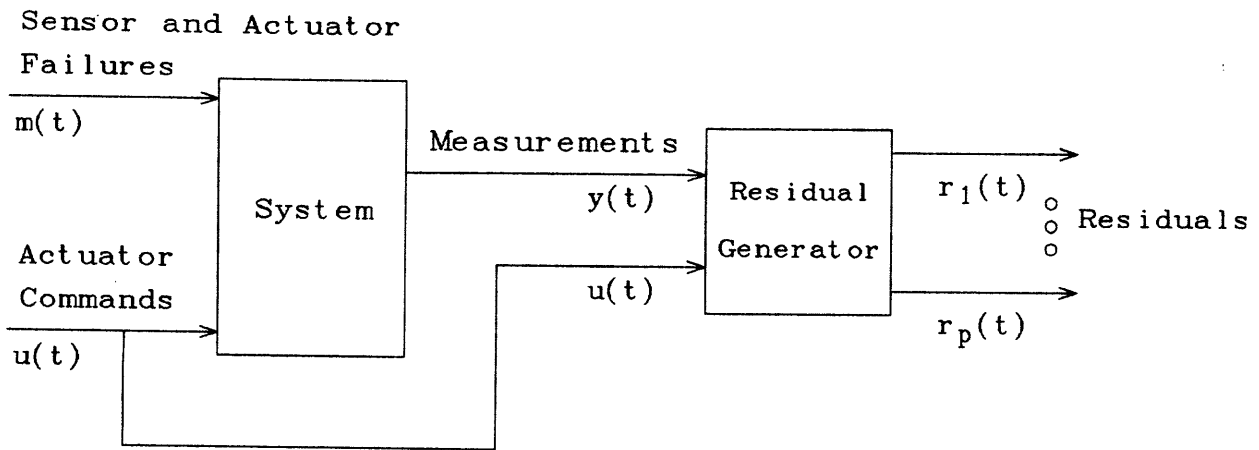 Sensor and Actuator
Failures
m(t)
Measurements
y(t)
System
Residual
Generator
r₁(t)
Residuals
Actuator
Commands
u(t)
u(t)
rₚ(t)